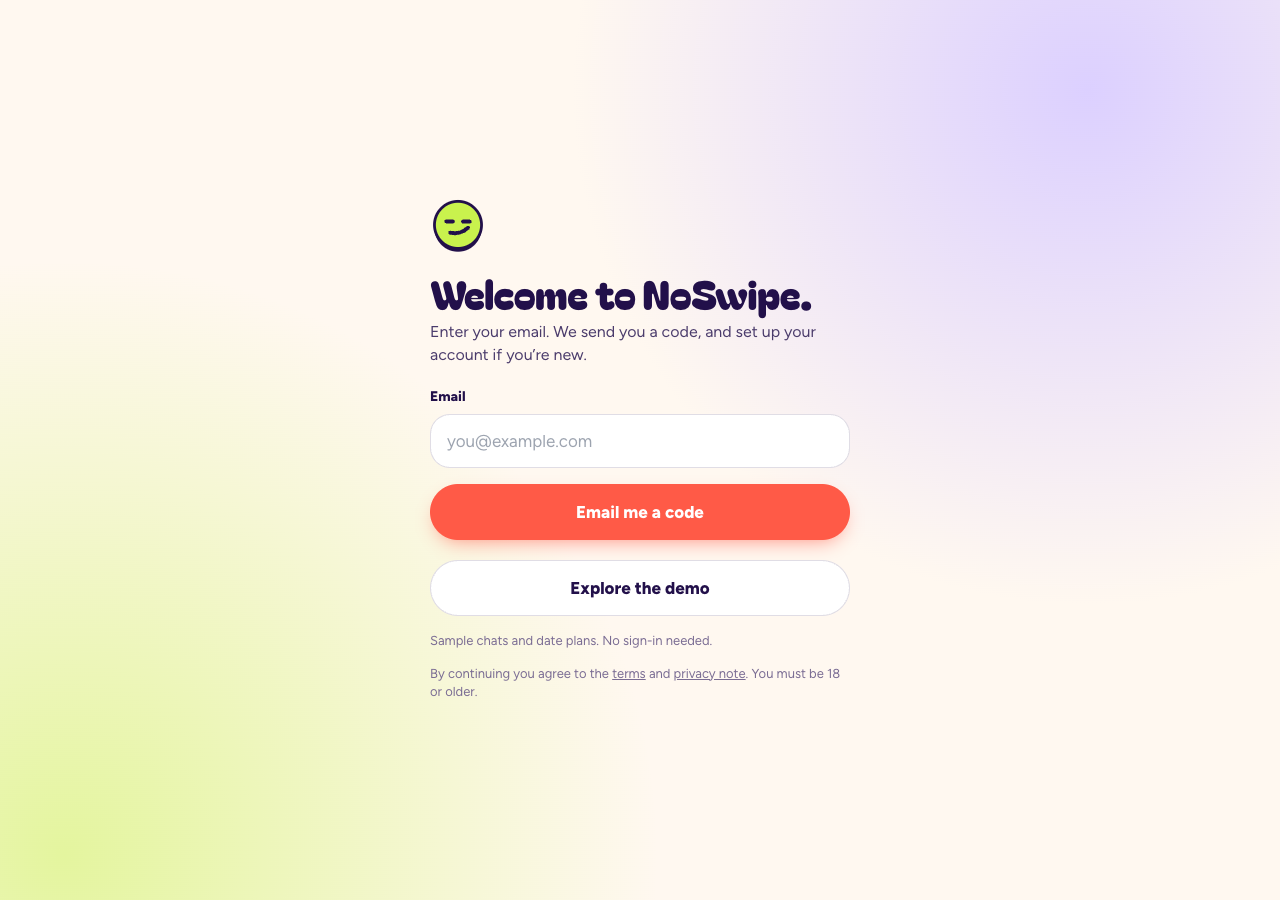 Welcome to NoSwipe.
Enter your email. We send you a code, and set up your
account if you’re new.
Email
you@example.com
Email me a code
Explore the demo
Sample chats and date plans. No sign-in needed.
By continuing you agree to the terms and privacy note. You must be 18
or older.